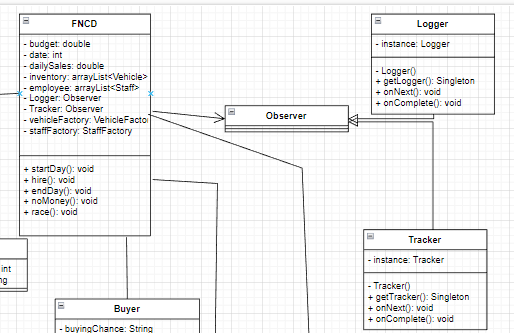 FNCD
- budget: double
- date: int
- dailySales: double
- inventory: arrayList<Vehicle>
- employee: arrayList<Staff>
- Logger: Observer
- Tracker: Observer
- vehicleFactory: VehicleFacto
- staffFactory: StaffFactory
+ startDay(): void
+ hire(): void
+ endDay(): void
+ noMoney(): void
+ race(): void
Observer
Logger
- instance: Logger
- Logger()
+ getLogger(): Singleton
+ onNext(): void
+ onComplete(): void
Tracker
- instance: Tracker
- Tracker()
+ getTracker(): Singleton
+ onNext(): void
+ onComplete(): void
int
ng
Buyer
- buyingChance: String